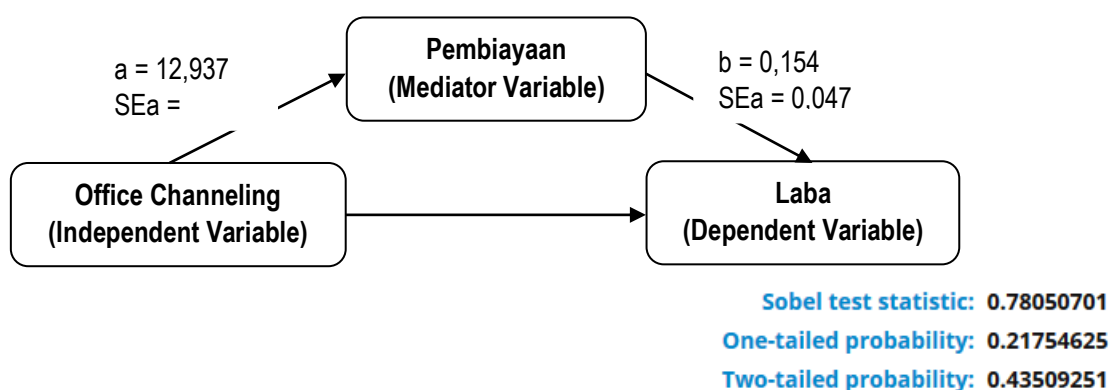 Pembiayaan
(Mediator Variable)
a = 12,937
SEa =
b = 0,154
SEa = 0.047
Office Channeling
(Independent Variable)
Laba
(Dependent Variable)
Sobel test statistic: 0.78050701
One-tailed probability: 0.21754625
Two-tailed probability: 0.43509251